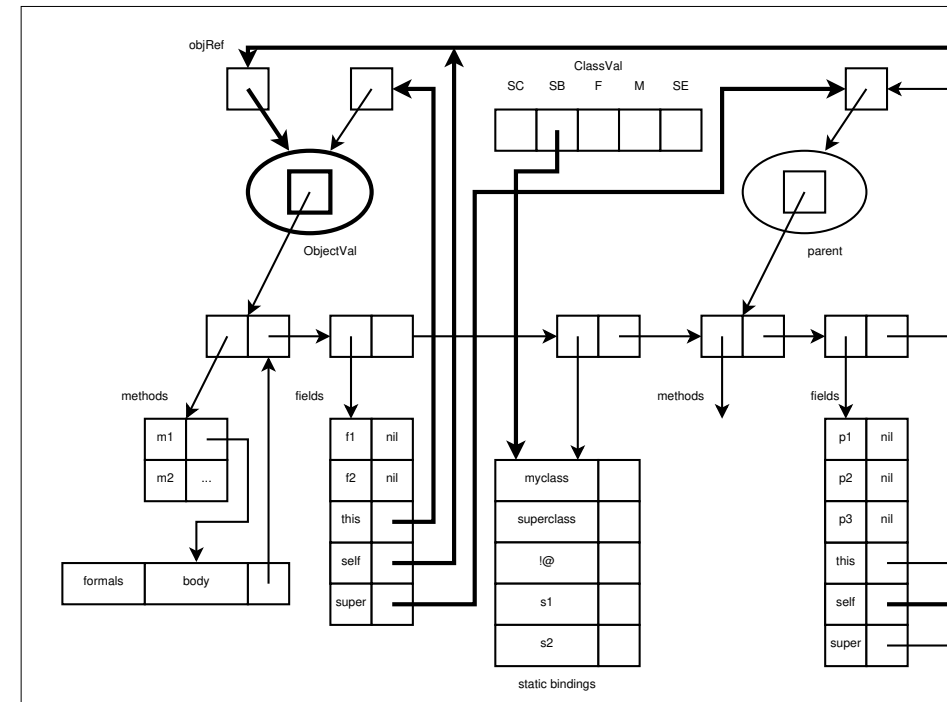 objRef
ClassVal
SC SB F M SE
ObjectVal
parent
methods
fields
methods
fields
m1
m2 ...
f1 nil
f2 nil
this
self
super
myclass
superclass
!@
s1
s2
p1 nil
p2 nil
p3 nil
this
self
super
formals body
static bindings